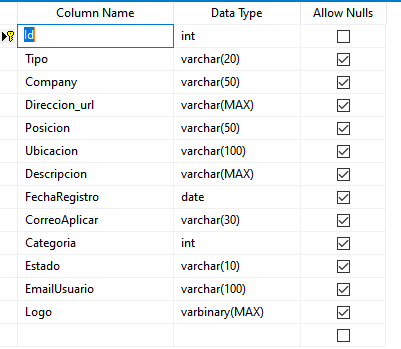 Column Name Data Type Allow Nulls
Id int
Tipo varchar(20)
Company varchar(50)
Direccion_url varchar(MAX)
Posicion varchar(50)
Ubicacion varchar(100)
Descripcion varchar(MAX)
FechaRegistro date
CorreoAplicar varchar(30)
Categoria int
Estado varchar(10)
EmailUsuario varchar(100)
Logo varbinary(MAX)